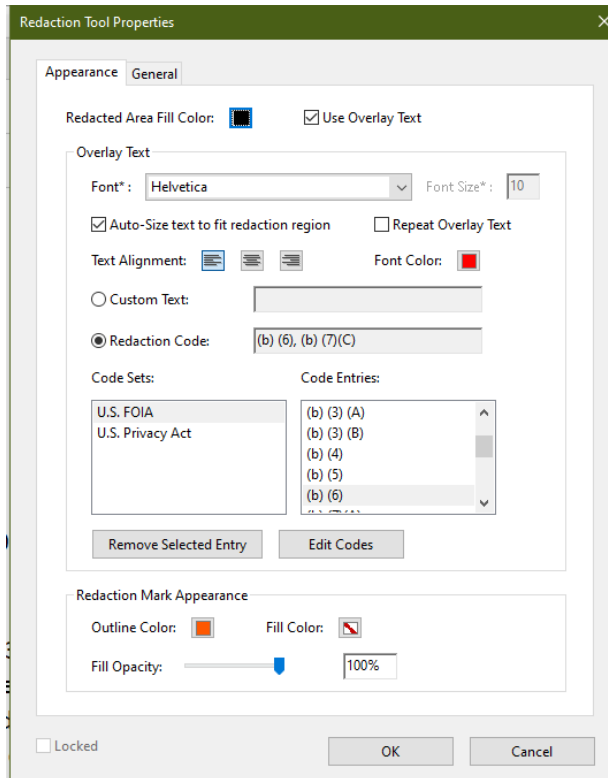 Redaction Tool Properties
Appearance General
Redacted Area Fill Color: Use Overlay Text
Overlay Text
Font* : Helvetica Font Size* : 10
Auto-Size text to fit redaction region Repeat Overlay Text
Text Alignment: Font Color:
Custom Text:
Redaction Code: (b) (6), (b) (7)(C)
Code Sets: Code Entries:
U.S. FOIA (b) (3) (A)
U.S. Privacy Act (b) (3) (B)
(b) (4)
(b) (5)
(b) (6)
Remove Selected Entry Edit Codes
Redaction Mark Appearance
Outline Color: Fill Color:
Fill Opacity: 100%
Locked OK Cancel